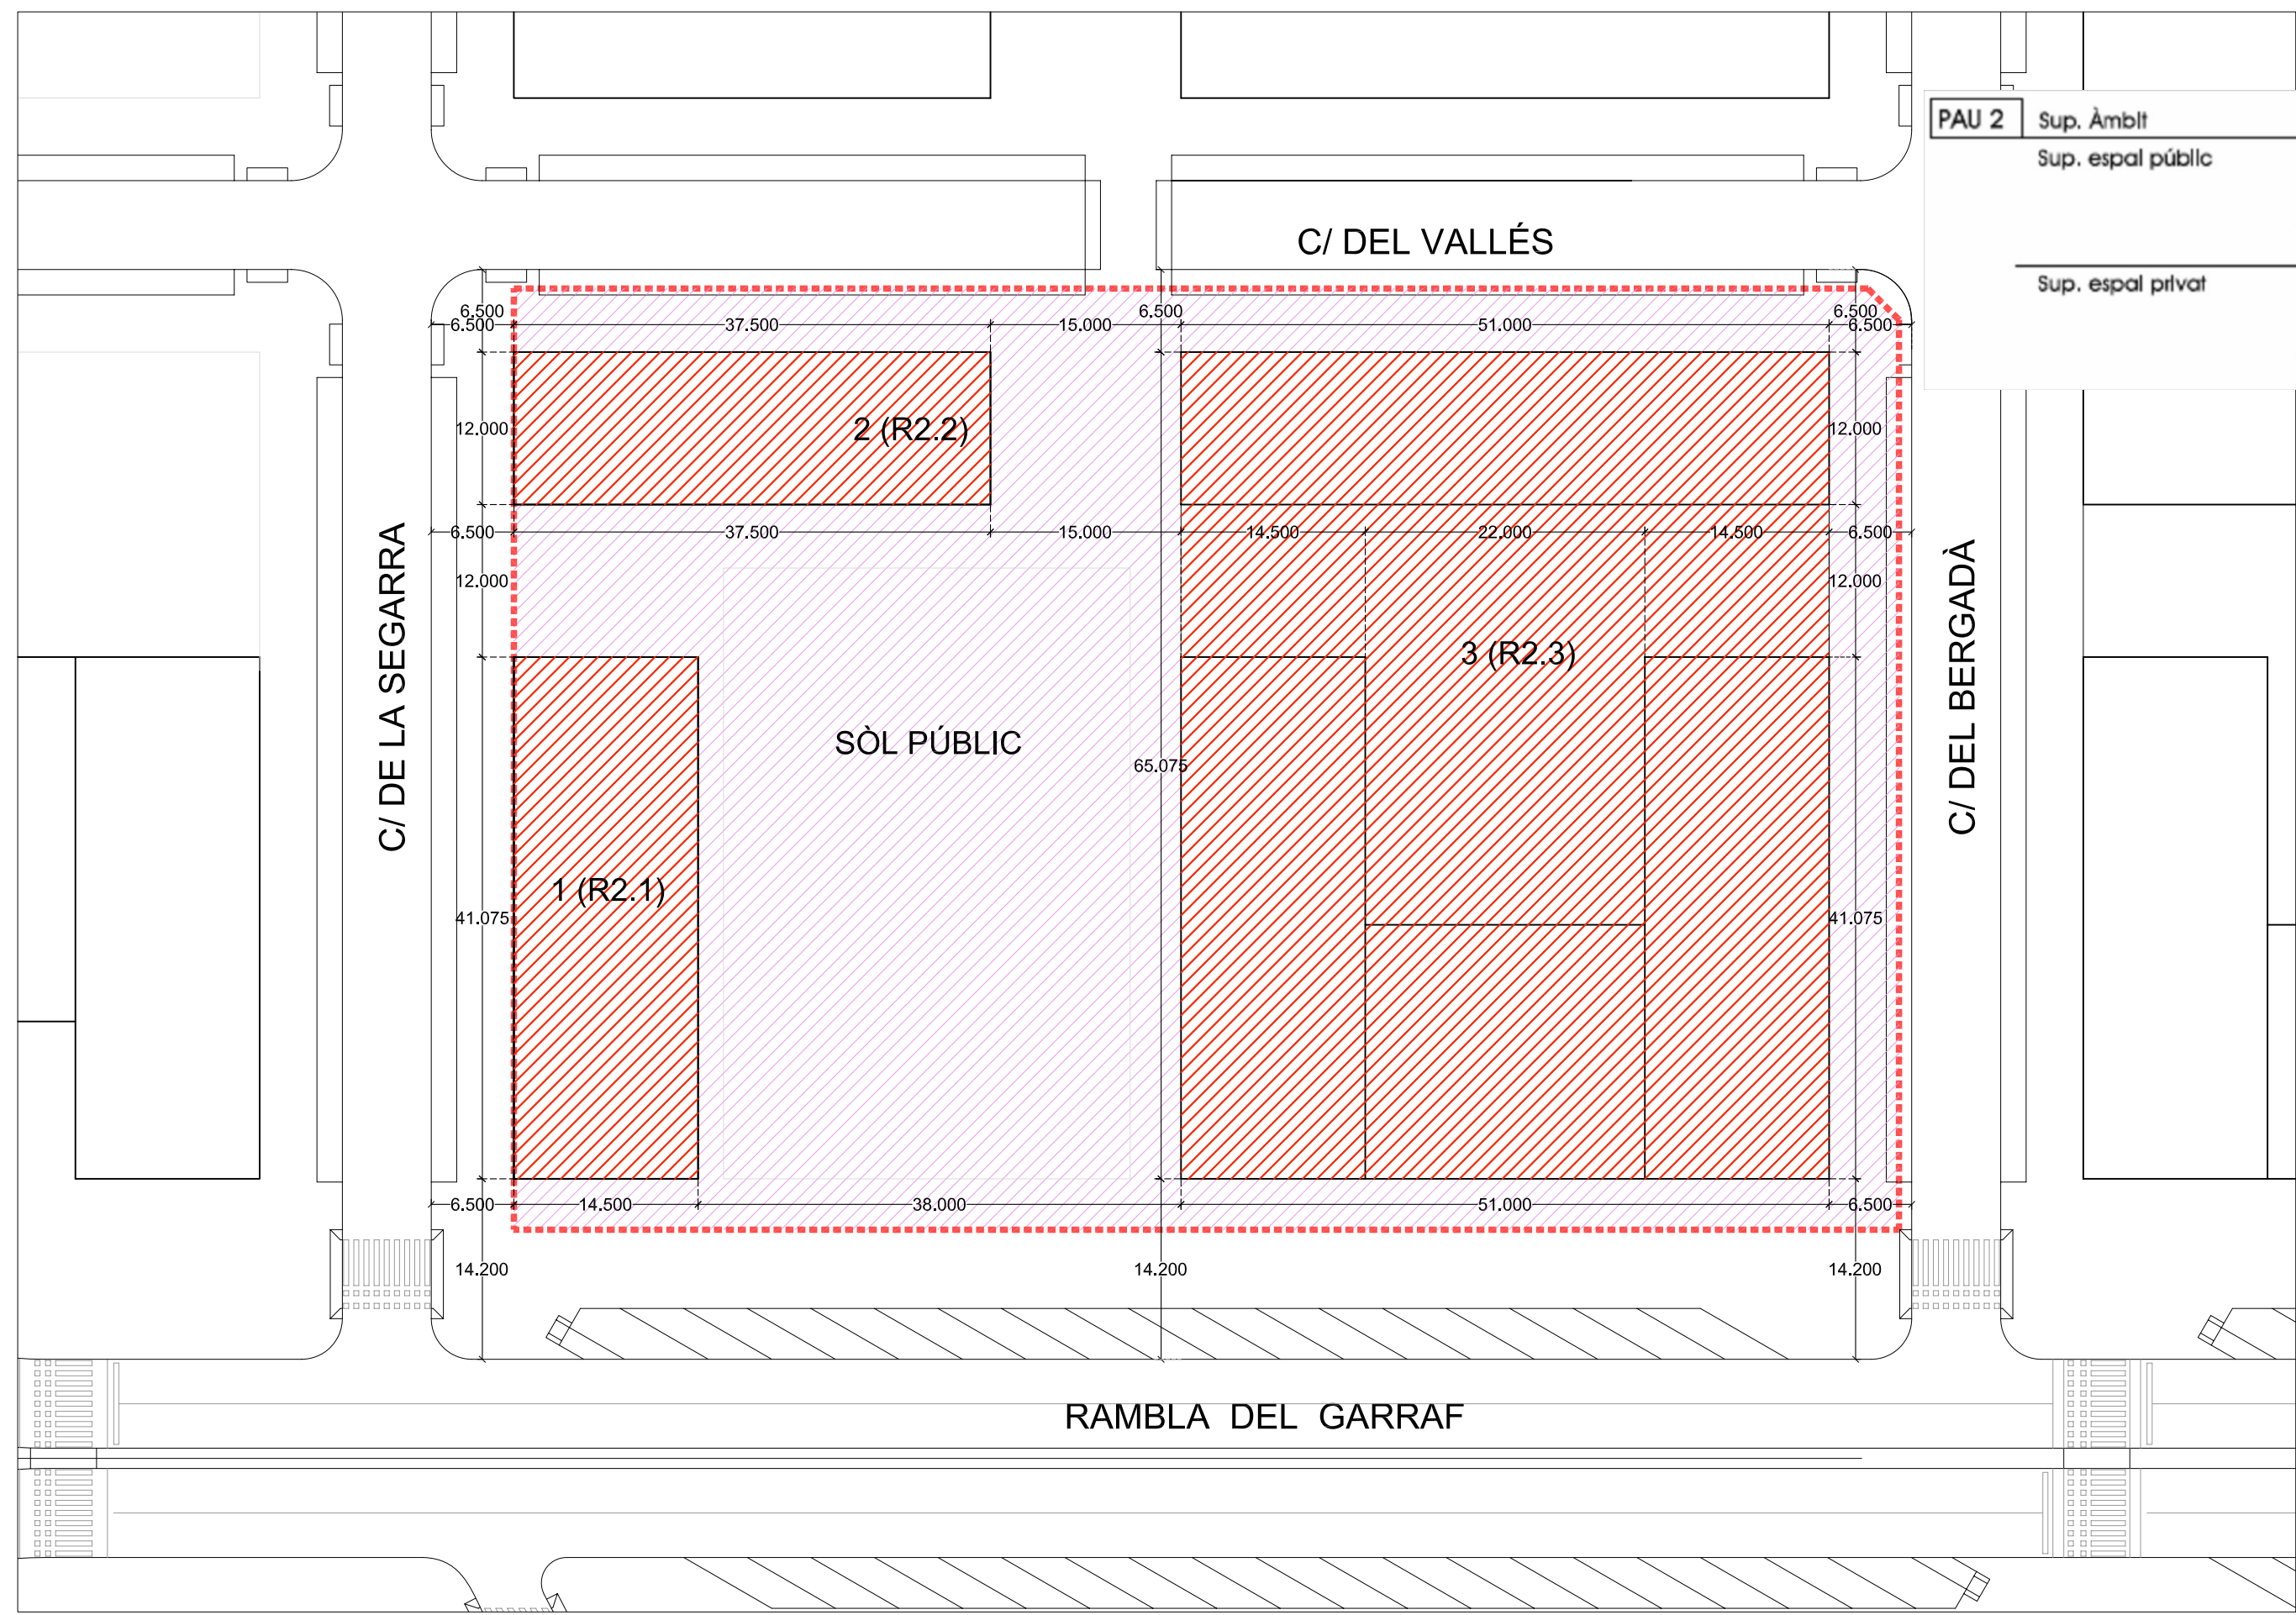 PAU 2 Sup. Àmbit
Sup. espai públic
Sup. espai privat
C/ DEL VALLÉS
6.500 6.500 6.500
6.500 37.500 15.000 51.000 6.500
12.000 2 (R2.2) 12.000
6.500 37.500 15.000 14.500 22.000 14.500 6.500
12.000 12.000
C/ DE LA SEGARRA
C/ DEL BERGADÀ
3 (R2.3)
SÒL PÚBLIC
65.075
1 (R2.1)
41.075 41.075
6.500 14.500 38.000 51.000 6.500
14.200 14.200 14.200
RAMBLA DEL GARRAF